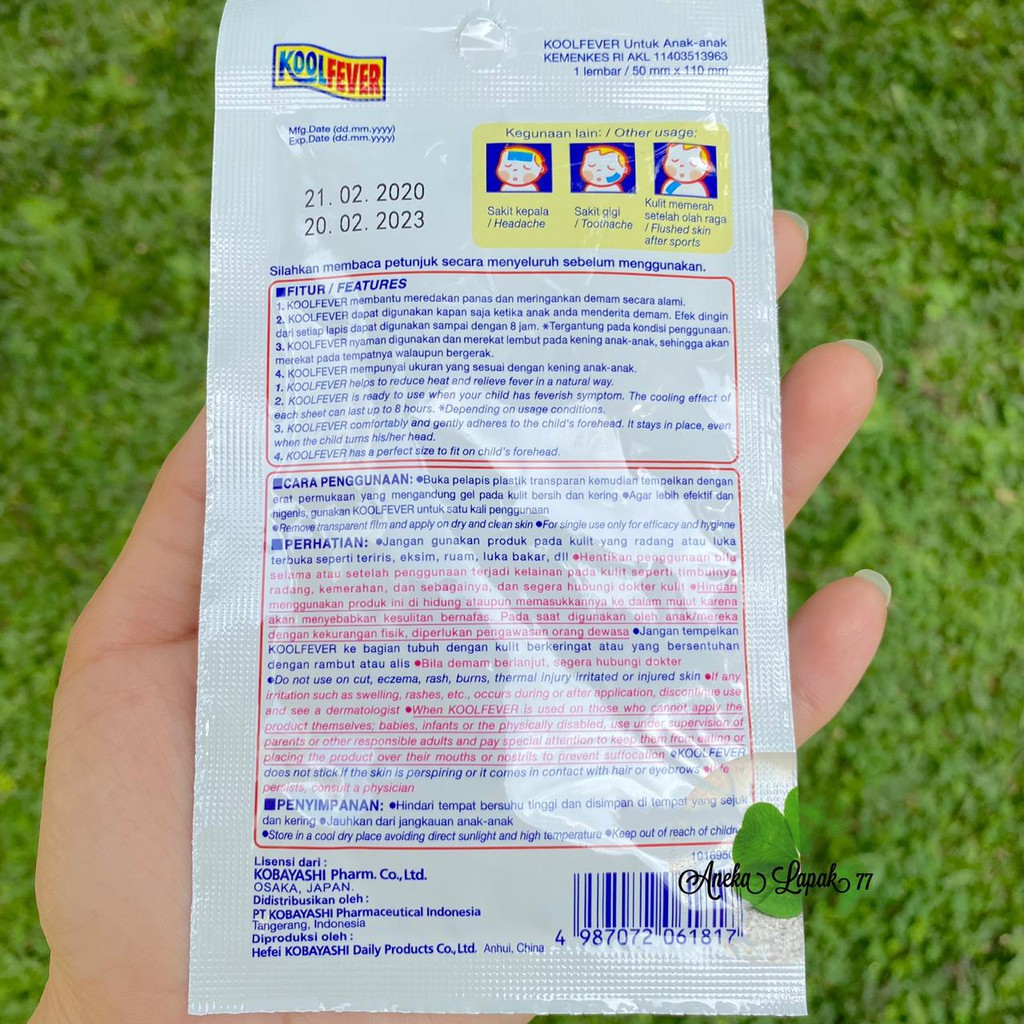 KOOLFEVER
KOOLFEVER Untuk Anak-anak
KEMENKES RI AKL 11403513963
1 lembar / 50 mm x 110 mm
Mfg.Date (dd.mm.yyyy)
Exp.Date (dd.mm.yyyy)
21. 02. 2020
20. 02. 2023
Kegunaan lain: / Other usage:
Sakit kepala
/ Headache
Sakit gigi
/ Toothache
Kulit memerah
setelah olah raga
/ Flushed skin
after sports
Silahkan membaca petunjuk secara menyeluruh sebelum menggunakan.
■FITUR / FEATURES
1. KOOLFEVER membantu meredakan panas dan meringankan demam secara alami.
2. KOOLFEVER dapat digunakan kapan saja ketika anak anda menderita demam. Efek dingin
dari setiap lapis dapat digunakan sampai dengan 8 jam. *Tergantung pada kondisi penggunaan.
3. KOOLFEVER nyaman digunakan dan merekat lembut pada kening anak-anak, sehingga akan
merekat pada tempatnya walaupun bergerak.
4. KOOLFEVER mempunyai ukuran yang sesuai dengan kening anak-anak.
1. KOOLFEVER helps to reduce heat and relieve fever in a natural way.
2. KOOLFEVER is ready to use when your child has feverish symptom. The cooling effect of
each sheet can last up to 8 hours. *Depending on usage conditions.
3. KOOLFEVER comfortably and gently adheres to the child's forehead. It stays in place, even
when the child turns his/her head.
4. KOOLFEVER has a perfect size to fit on child's forehead.
■CARA PENGGUNAAN: ●Buka pelapis plastik transparan kemudian tempelkan dengan
erat permukaan yang mengandung gel pada kulit bersih dan kering ●Agar lebih efektif dan
higenis, gunakan KOOLFEVER untuk satu kali penggunaan
●Remove transparent film and apply on dry and clean skin ●For single use only for efficacy and hygiene
■PERHATIAN: ●Jangan gunakan produk pada kulit yang radang atau luka
terbuka seperti teriris, eksim, ruam, luka bakar, dll ●Hentikan penggunaan bila
selama atau setelah penggunaan terjadi kelainan pada kulit seperti timbulnya
radang, kemerahan, dan sebagainya, dan segera hubungi dokter kulit ●Hindari
menggunakan produk ini di hidung ataupun memasukkannya ke dalam mulut karena
akan menyebabkan kesulitan bernafas. Pada saat digunakan oleh anak/mereka
dengan kekurangan fisik, diperlukan pengawasan orang dewasa ●Jangan tempelkan
KOOLFEVER ke bagian tubuh dengan kulit berkeringat atau yang bersentuhan
dengan rambut atau alis ●Bila demam berlanjut, segera hubungi dokter
●Do not use on cut, eczema, rash, burns, thermal injury irritated or injured skin ●If any
irritation such as swelling, rashes, etc., occurs during or after application, discontinue use
and see a dermatologist ●When KOOLFEVER is used on those who cannot apply the
product themselves; babies, infants or the physically disabled, use under supervision of
parents or other responsible adults and pay special attention to keep them from eating or
placing the product over their mouths or nostrils to prevent suffocation ●KOOLFEVER
does not stick if the skin is perspiring or it comes in contact with hair or eyebrows
persists, consult a physician
■PENYIMPANAN: ●Hindari tempat bersuhu tinggi dan disimpan di tempat yang sejuk
dan kering ●Jauhkan dari jangkauan anak-anak
●Store in a cool dry place avoiding direct sunlight and high temperature ●Keep out of reach of
Lisensi dari :
KOBAYASHI Pharm. Co., Ltd.
OSAKA, JAPAN.
Didistribusikan oleh :
PT KOBAYASHI Pharmaceutical Indonesia
Tangerang, Indonesia
Diproduksi oleh :
Hefei KOBAYASHI Daily Products Co., Ltd. Anhui, China
4 987072 061817
Aneka Lapak 77